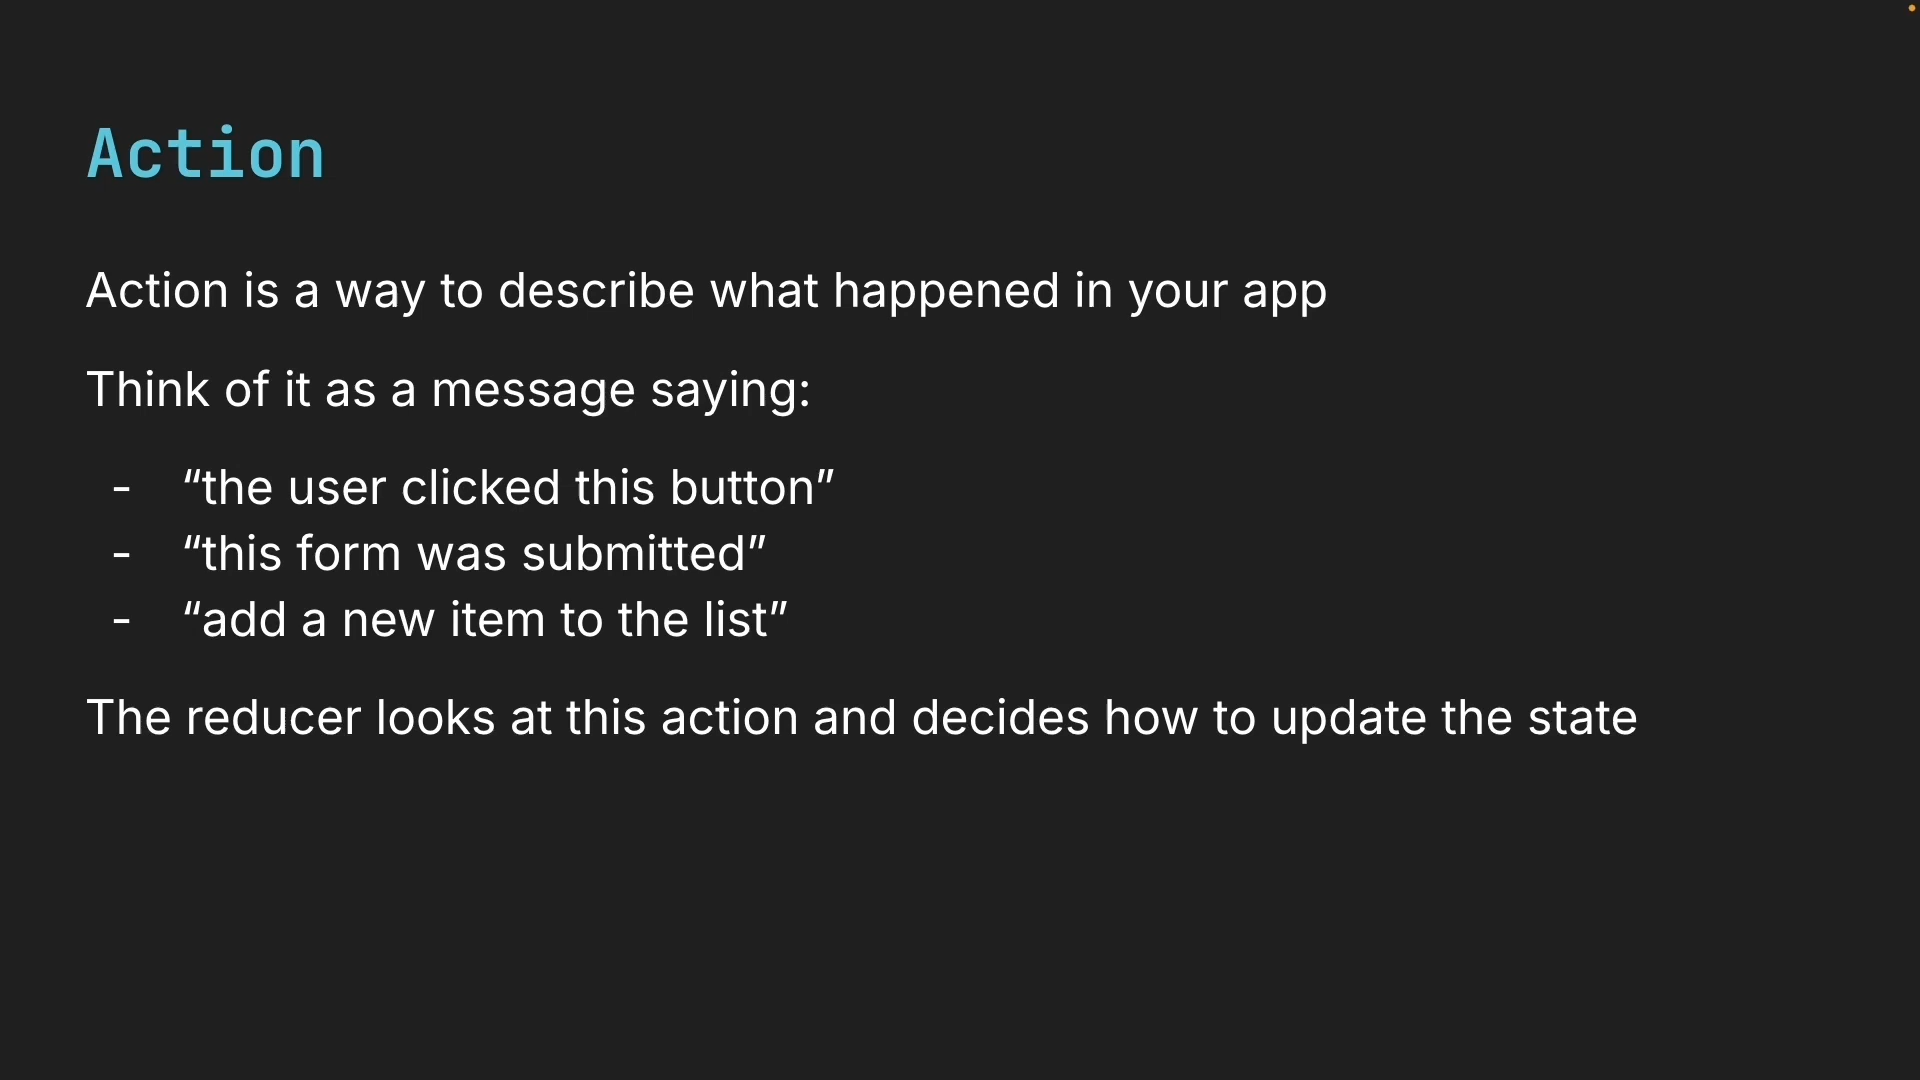 Action
Action is a way to describe what happened in your app
Think of it as a message saying:
- “the user clicked this button”
- “this form was submitted”
- “add a new item to the list”
The reducer looks at this action and decides how to update the state